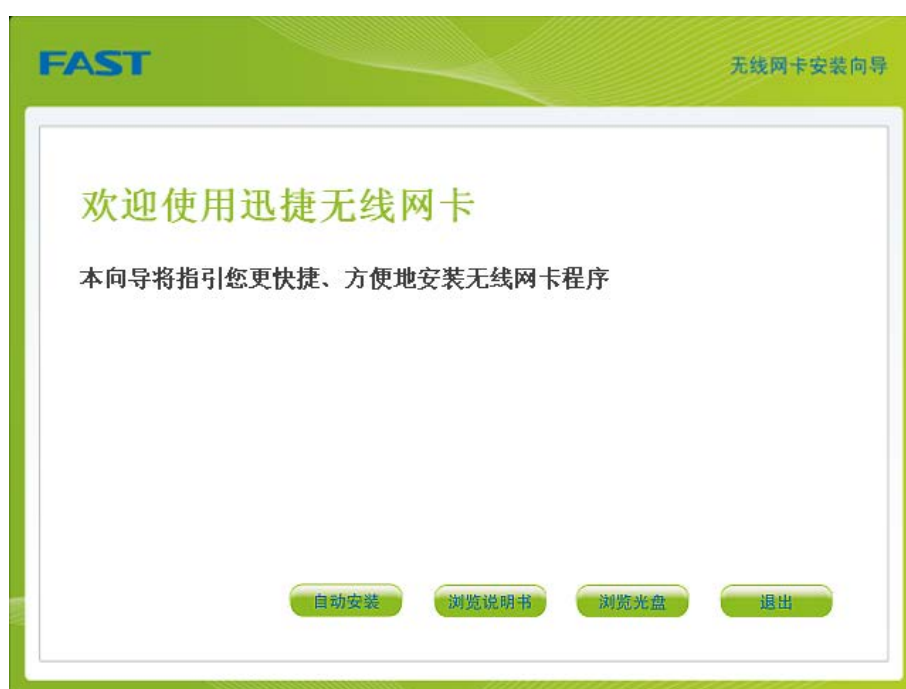 FAST
无线网卡安装向导
欢迎使用迅捷无线网卡
本向导将指引您更快捷、方便地安装无线网卡程序
自动安装
浏览说明书
浏览光盘
退出